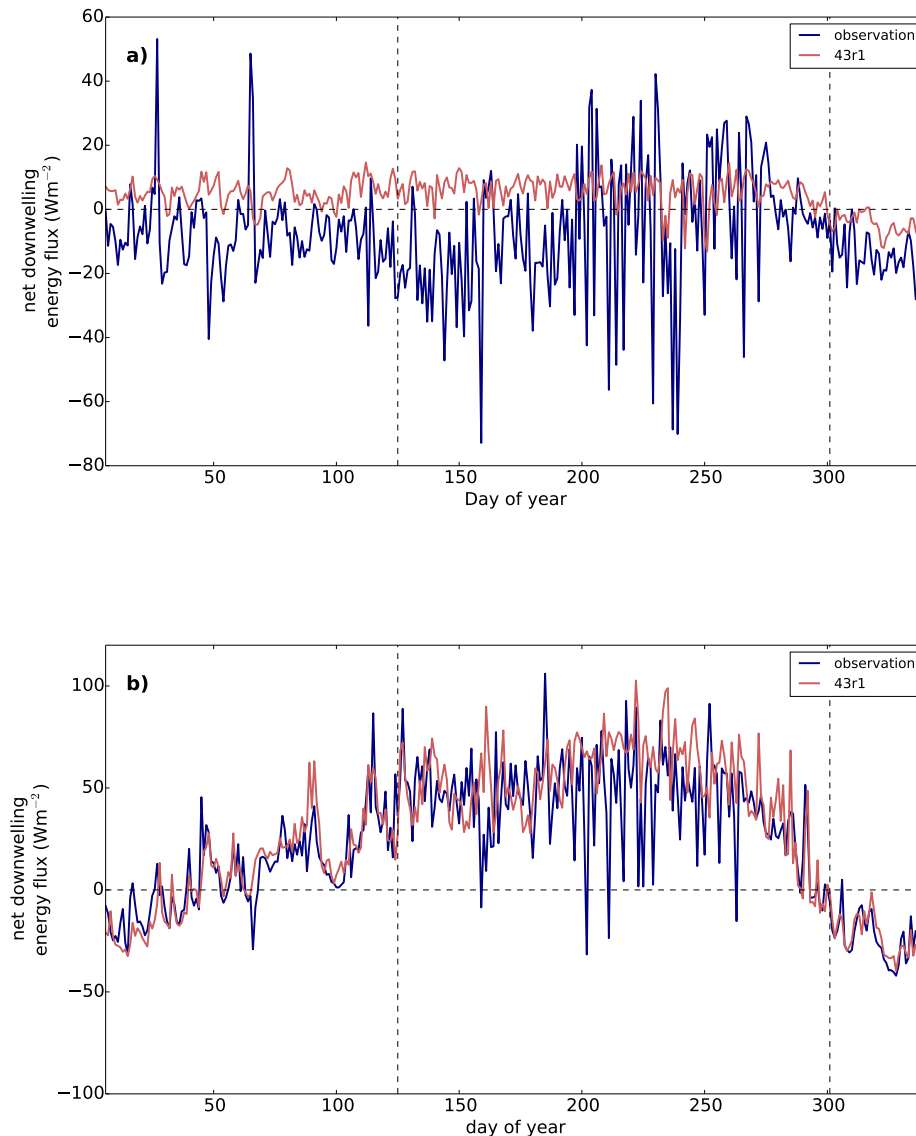 60
40
20
0
−20
−40
−60
−80
net downwelling
energy flux (Wm⁻²)
a)
observation
43r1
50 100 150 200 250 300
Day of year
100
50
0
−50
−100
net downwelling
energy flux (Wm⁻²)
b)
observation
43r1
50 100 150 200 250 300
day of year